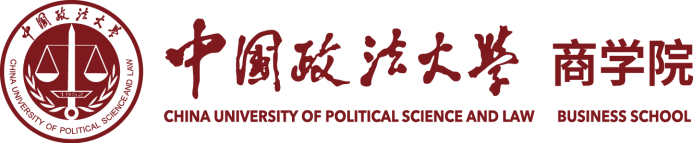 中国政法大学
CHINA UNIVERSITY OF POLITICAL SCIENCE AND LAW
1952
中国政法大学 商学院
CHINA UNIVERSITY OF POLITICAL SCIENCE AND LAW BUSINESS SCHOOL